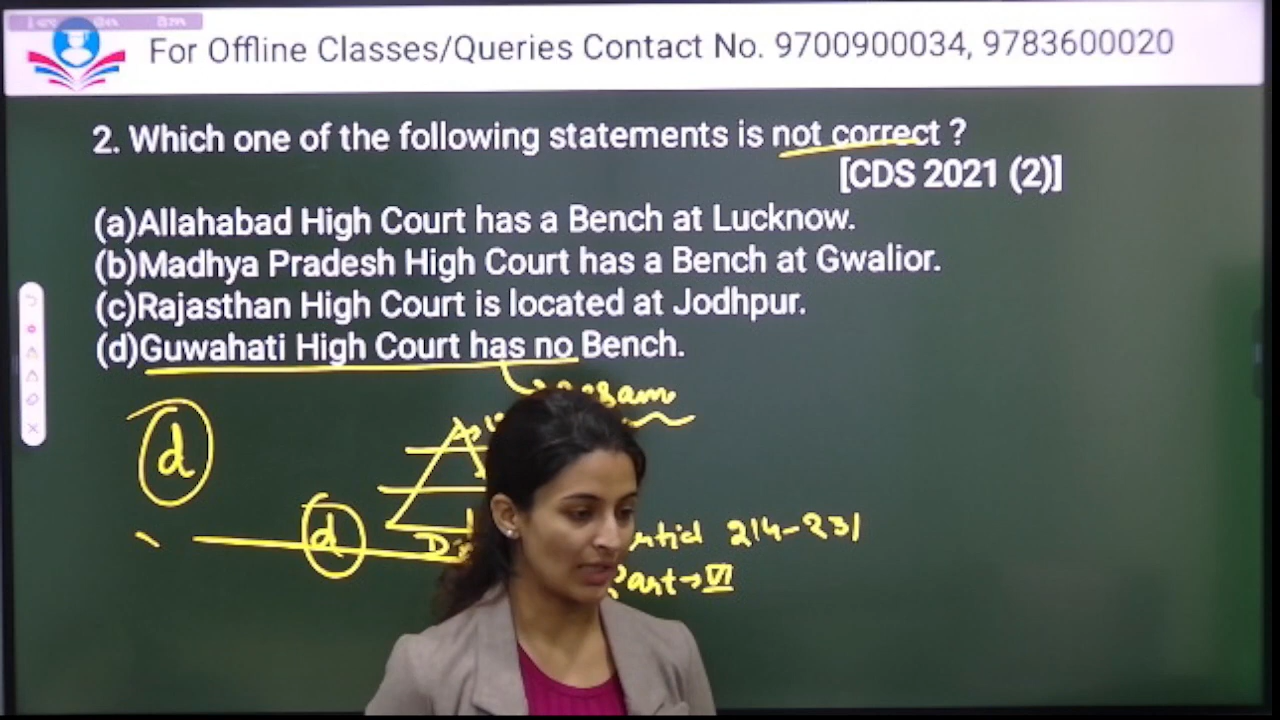 For Offline Classes/Queries Contact No. 9700900034, 9783600020
2. Which one of the following statements is not correct ?
[CDS 2021 (2)]
(a)Allahabad High Court has a Bench at Lucknow.
(b)Madhya Pradesh High Court has a Bench at Gwalior.
(c)Rajasthan High Court is located at Jodhpur.
(d)Guwahati High Court has no Bench.
d
d
214-231
Part→VI